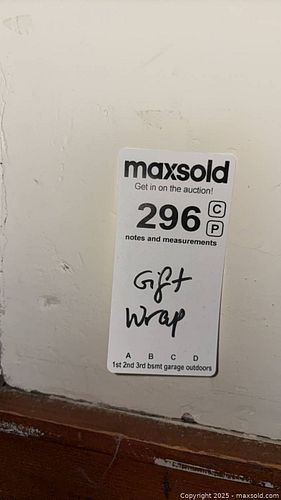 maxsold
Get in on the auction!
296 C
P
notes and measurements
Gift
Wrap
A B C D
1st 2nd 3rd bsmt garage outdoors
Copyright 2025 - maxsold.com